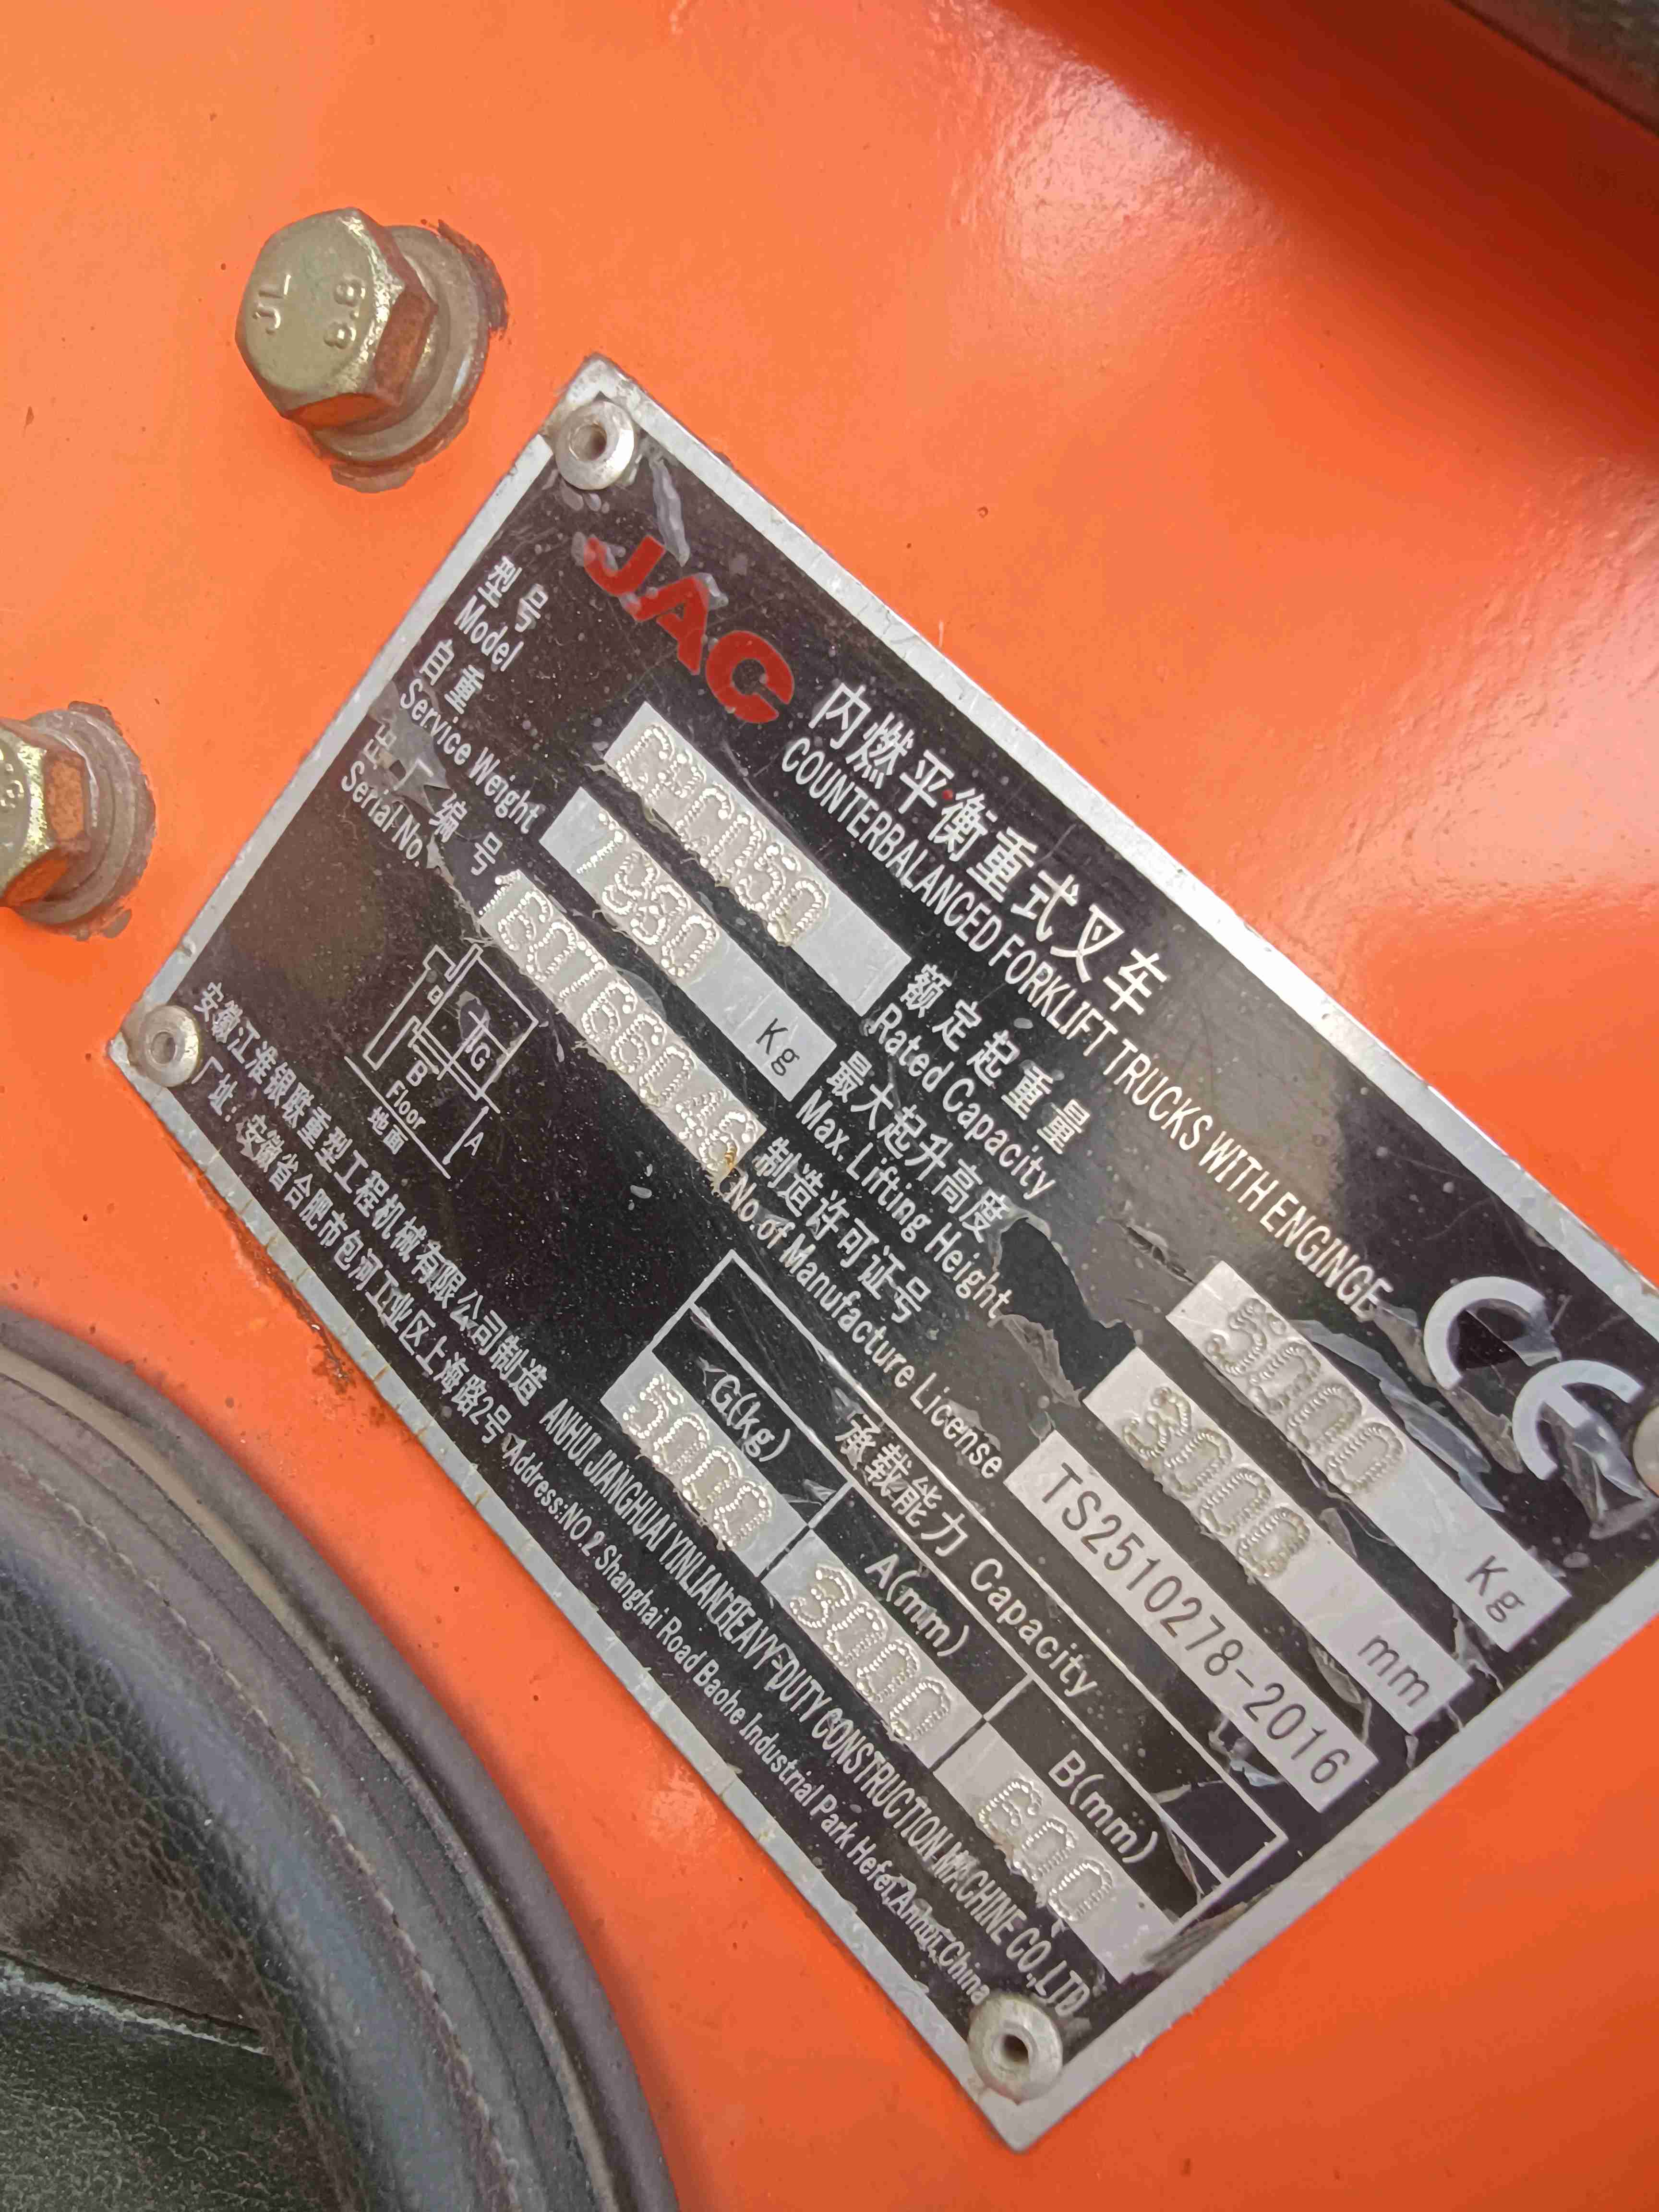 JL
8.8
JAC
内燃平衡重式叉车
COUNTERBALANCED FORKLIFT TRUCKS WITH ENGINGE
CE
型号
Model
额定起重量
Rated Capacity
5000 Kg
自重
Service Weight
Kg
最大起升高度
Max. Lifting Height
3000 mm
编号
Serial No.
制造许可证号
No.of Manufacture License
TS2510278-2016
承载能力 Capacity
G(kg) A(mm) B(mm)
5000 3000 600
G
B
A
Floor
地面
安徽江淮银联重型工程机械有限公司制造 ANHUI JIANGHUAI YINLIAN HEAVY-DUTY CONSTRUCTION MACHINE CO.,LTD
厂址:安徽省合肥市包河工业区上海路2号 Address:NO.2 Shanghai Road Baohe Industrial Park Hefei,Anhui,China